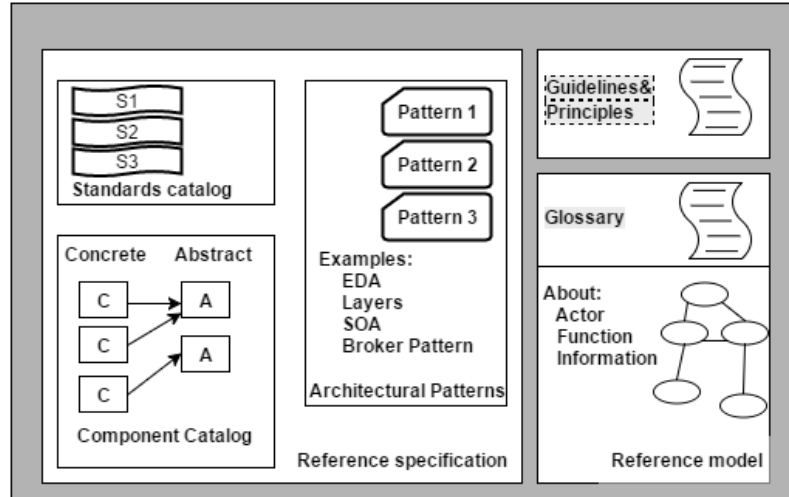 S1
S2
S3
Standards catalog
Concrete Abstract
C A
C
A
C
Component Catalog
Pattern 1
Pattern 2
Pattern 3
Examples:
EDA
Layers
SOA
Broker Pattern
Architectural Patterns
Reference specification
Guidelines&
Principles
Glossary
About:
Actor
Function
Information
Reference model